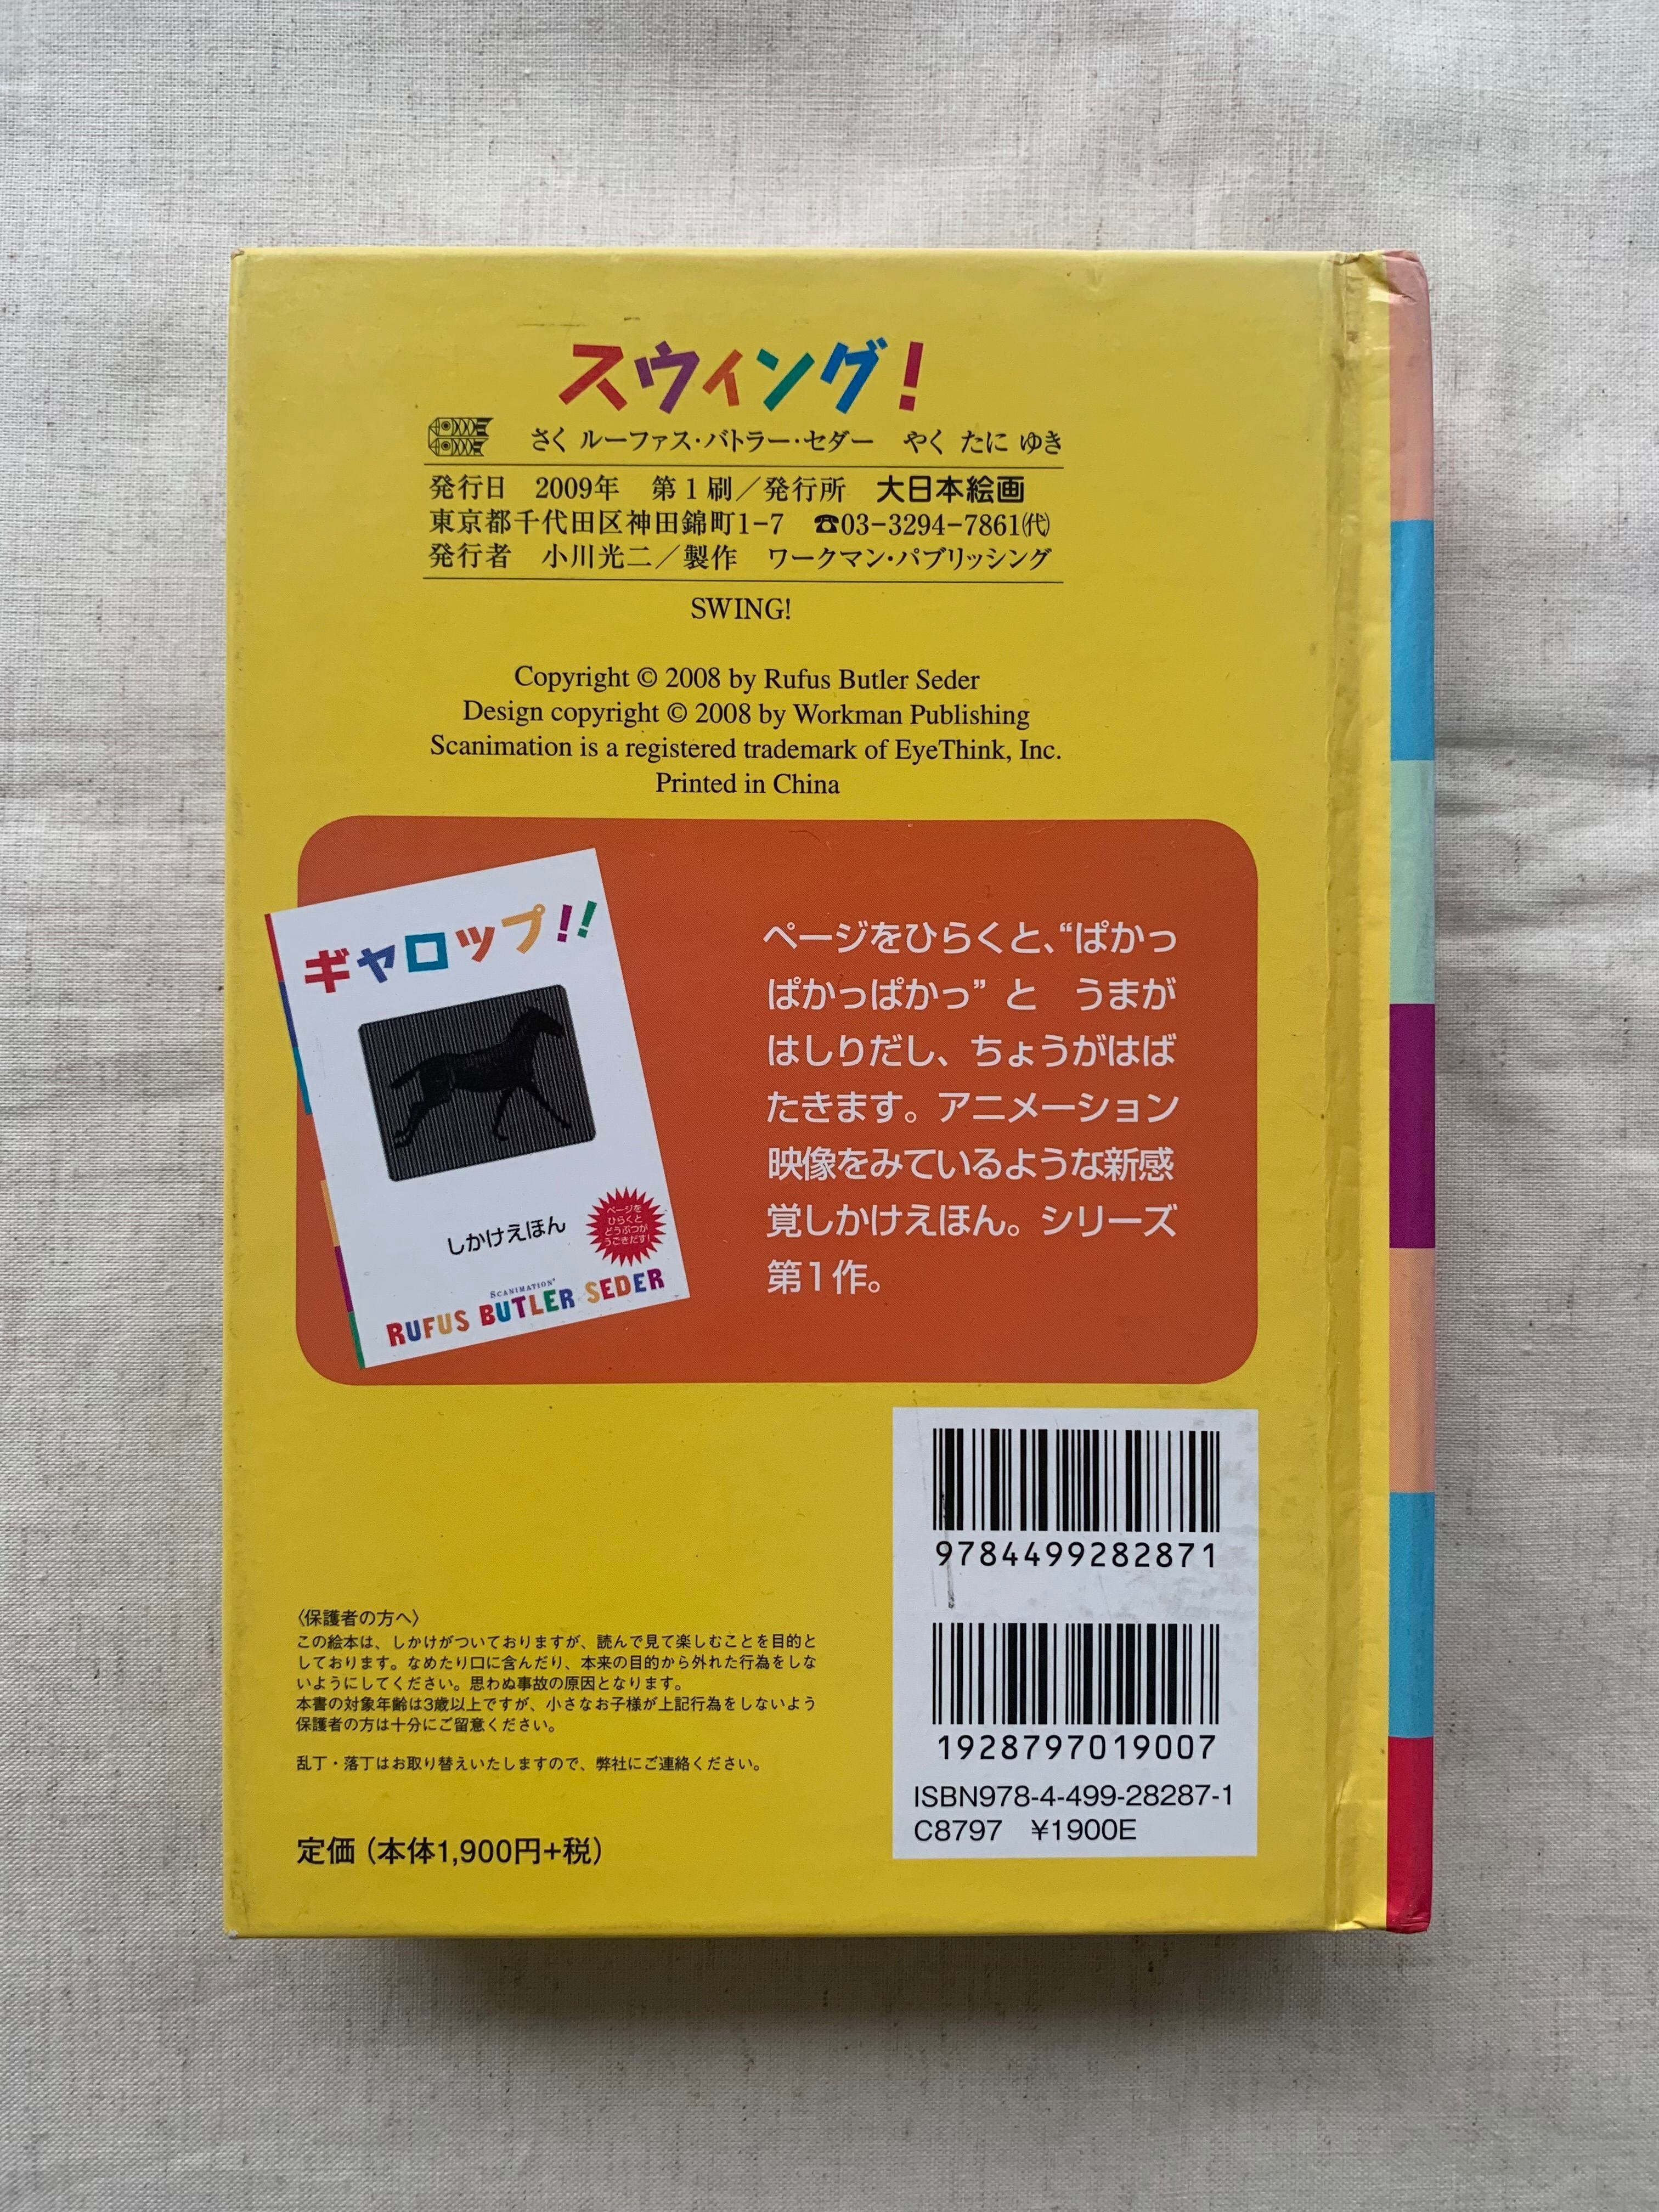 スウィング!
さく ルーファス・バトラー・セダー　やく たに ゆき
発行日　2009年　第1刷／発行所　大日本絵画
東京都千代田区神田錦町1-7　☎03-3294-7861㈹
発行者　小川光二／製作　ワークマン・パブリッシング
SWING!
Copyright © 2008 by Rufus Butler Seder
Design copyright © 2008 by Workman Publishing
Scanimation is a registered trademark of EyeThink, Inc.
Printed in China
ギャロップ!!
しかけえほん
ページを
ひらくと
どうぶつが
うごきだす!
SCANIMATION®
RUFUS BUTLER SEDER
ページをひらくと、“ぱかっ
ぱかっぱかっ” と　うまが
はしりだし、ちょうがはば
たきます。アニメーション
映像をみているような新感
覚しかけえほん。シリーズ
第1作。
9784499282871
1928797019007
ISBN978-4-499-28287-1
C8797　¥1900E
〈保護者の方へ〉
この絵本は、しかけがついておりますが、読んで見て楽しむことを目的と
しております。なめたり口に含んだり、本来の目的から外れた行為をしな
いようにしてください。思わぬ事故の原因となります。
本書の対象年齢は3歳以上ですが、小さなお子様が上記行為をしないよう
保護者の方は十分にご留意ください。
乱丁・落丁はお取り替えいたしますので、弊社にご連絡ください。
定価（本体1,900円+税）